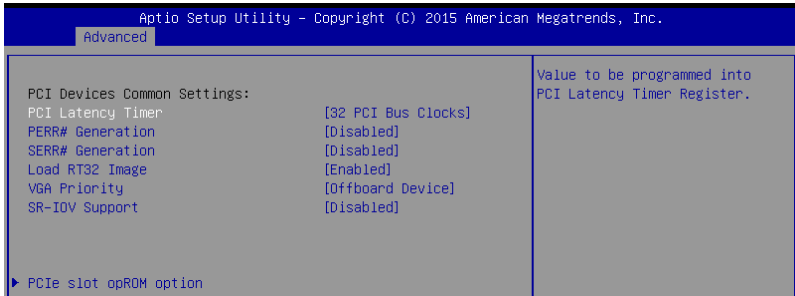 Aptio Setup Utility – Copyright (C) 2015 American Megatrends, Inc.
Advanced
PCI Devices Common Settings:
PCI Latency Timer [32 PCI Bus Clocks]
PERR# Generation [Disabled]
SERR# Generation [Disabled]
Load RT32 Image [Enabled]
VGA Priority [Offboard Device]
SR-IOV Support [Disabled]
PCIe slot opROM option
Value to be programmed into
PCI Latency Timer Register.